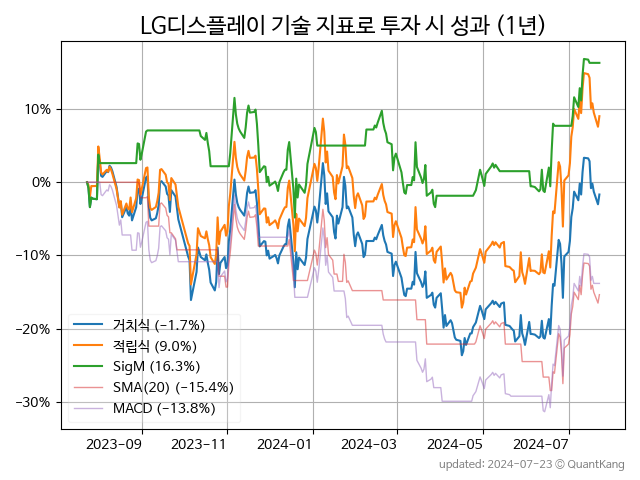 LG디스플레이 기술 지표로 투자 시 성과 (1년)
10%
0%
−10%
−20%
−30%
거치식 (−1.7%)
적립식 (9.0%)
SigM (16.3%)
SMA(20) (−15.4%)
MACD (−13.8%)
2023−09
2023−11
2024−01
2024−03
2024−05
2024−07
updated: 2024−07−23 © QuantKang